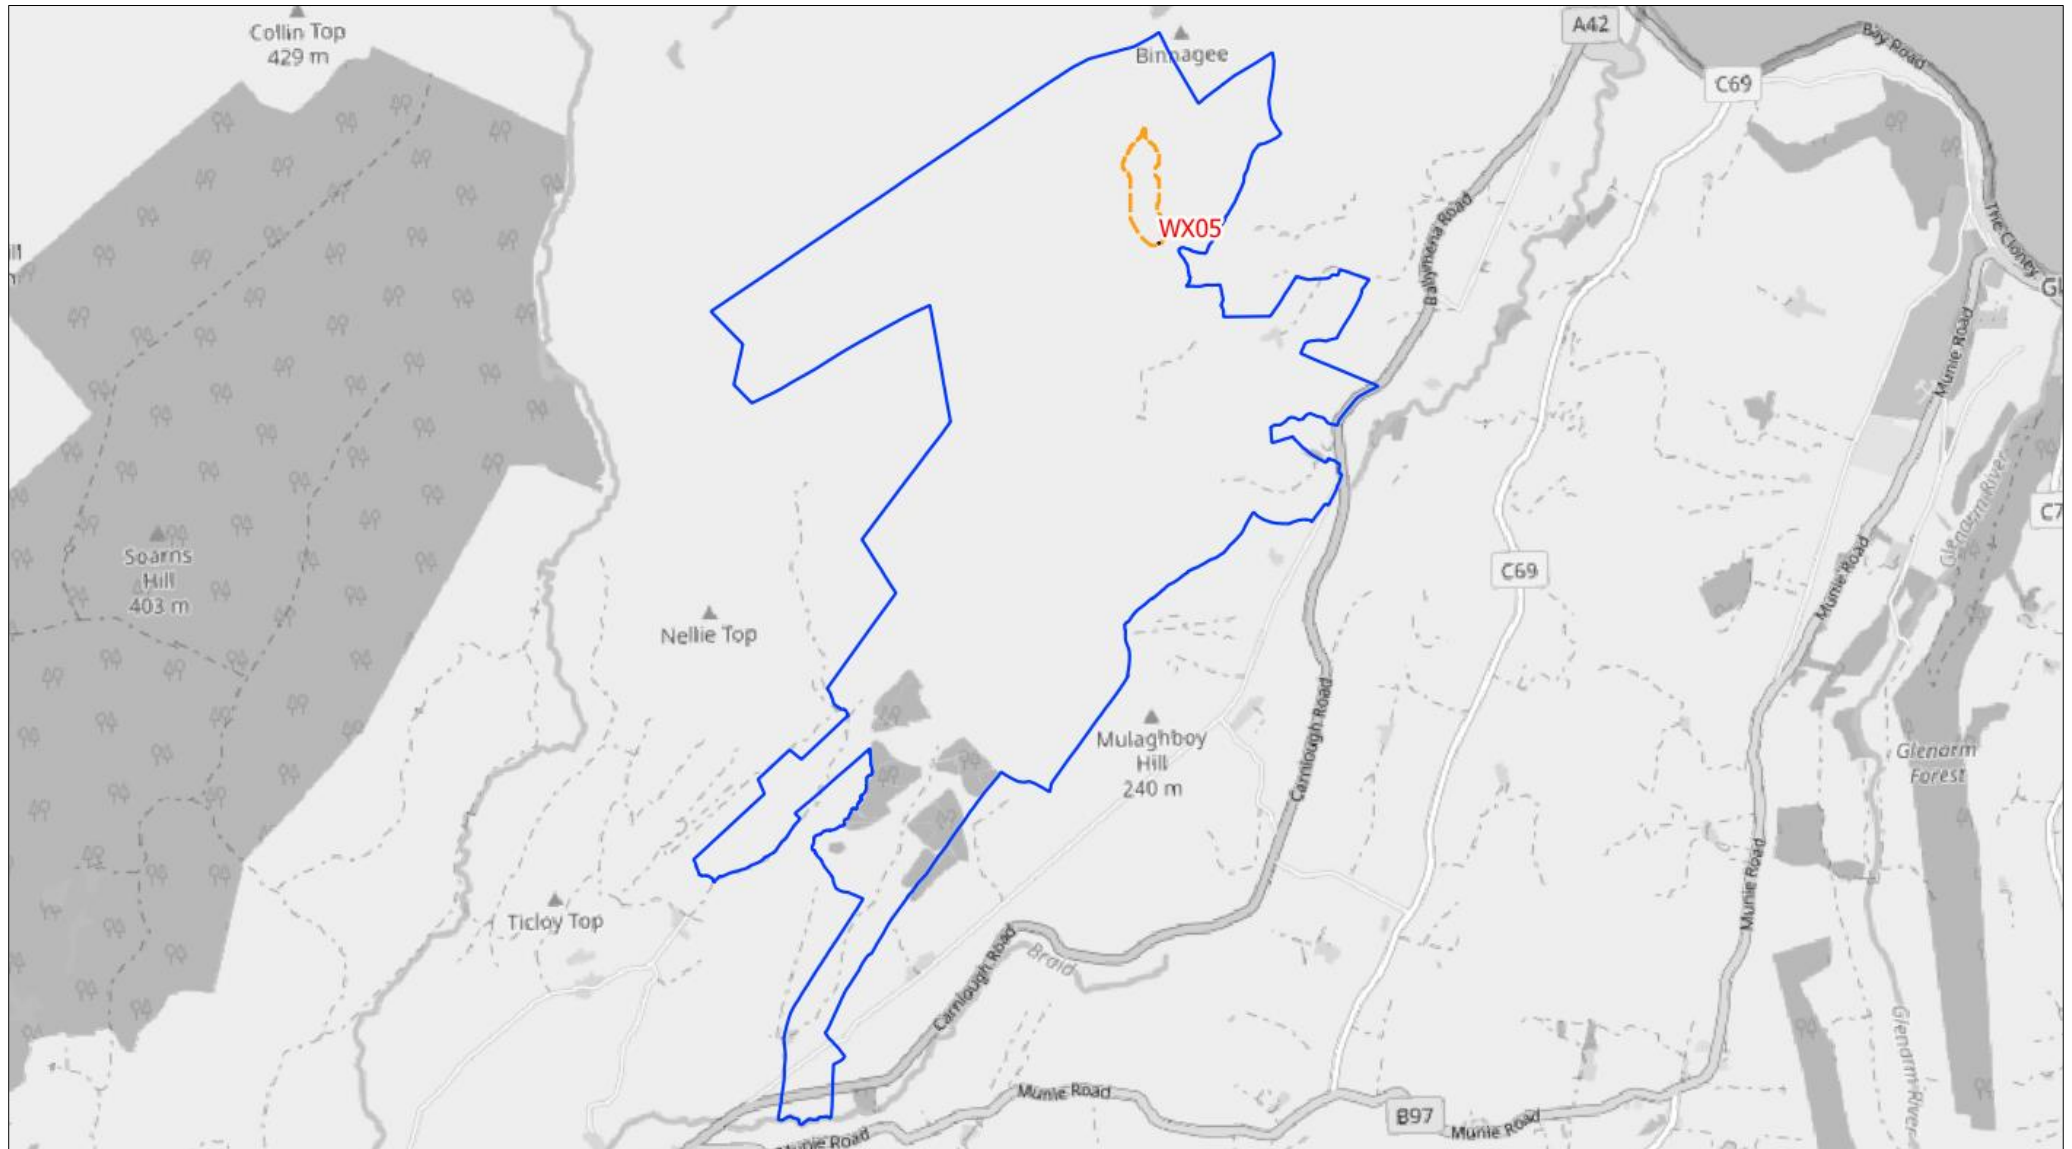 Collin Top
429 m
Binnagee
A42
C69
Bay Road
WX05
Ballymena Road
The Cloney
Munie Road
C69
Glenarm River
Soarns
Hill
403 m
Nellie Top
Munie Road
Carnlough Road
Mulaghboy
Hill
240 m
Glenarm
Forest
Munie Road
Ticloy Top
Carnlough Road
Braid
Glenarm River
Munie Road
B97
Munie Road
Munie Road